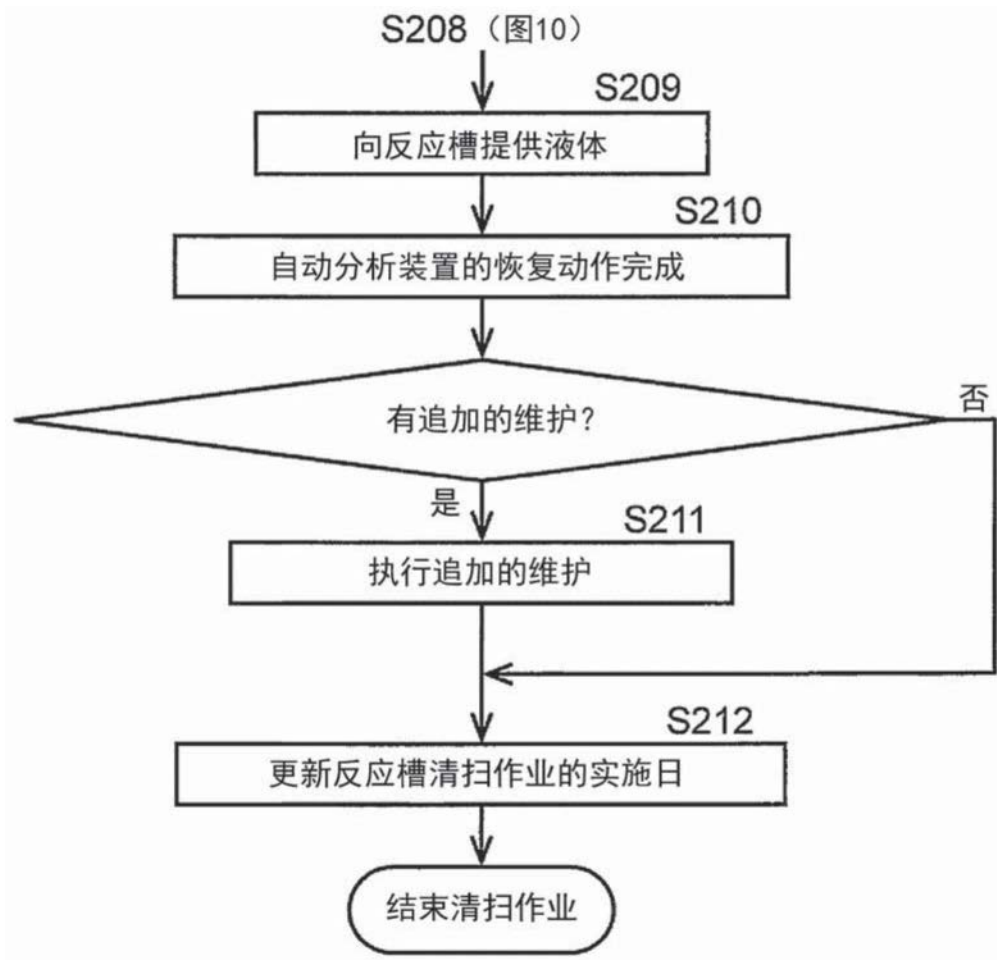 S208（图10）
S209
向反应槽提供液体
S210
自动分析装置的恢复动作完成
有追加的维护?
否
是
S211
执行追加的维护
S212
更新反应槽清扫作业的实施日
结束清扫作业